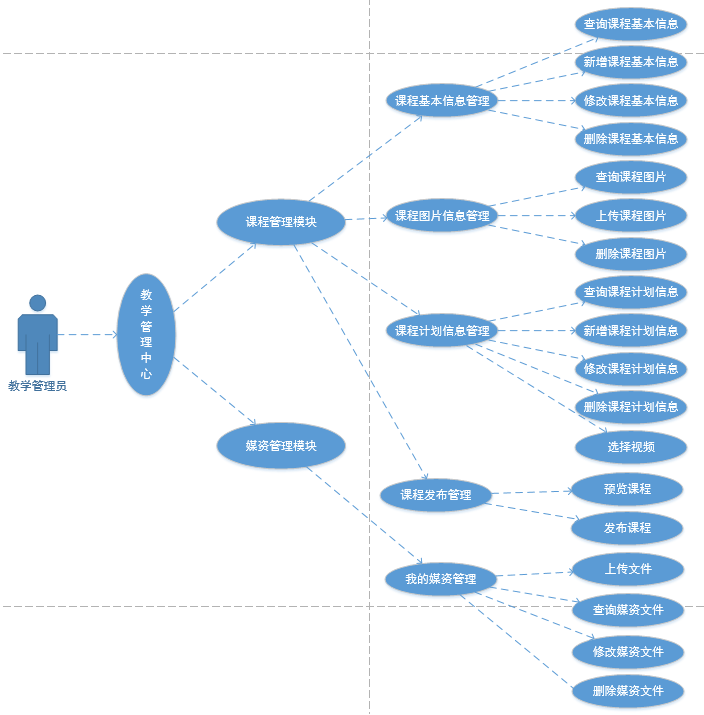 查询课程基本信息
新增课程基本信息
课程基本信息管理
修改课程基本信息
删除课程基本信息
查询课程图片
课程管理模块
课程图片信息管理
上传课程图片
删除课程图片
教学管理中心
查询课程计划信息
课程计划信息管理
新增课程计划信息
教学管理员
修改课程计划信息
删除课程计划信息
媒资管理模块
选择视频
课程发布管理
预览课程
发布课程
我的媒资管理
上传文件
查询媒资文件
修改媒资文件
删除媒资文件